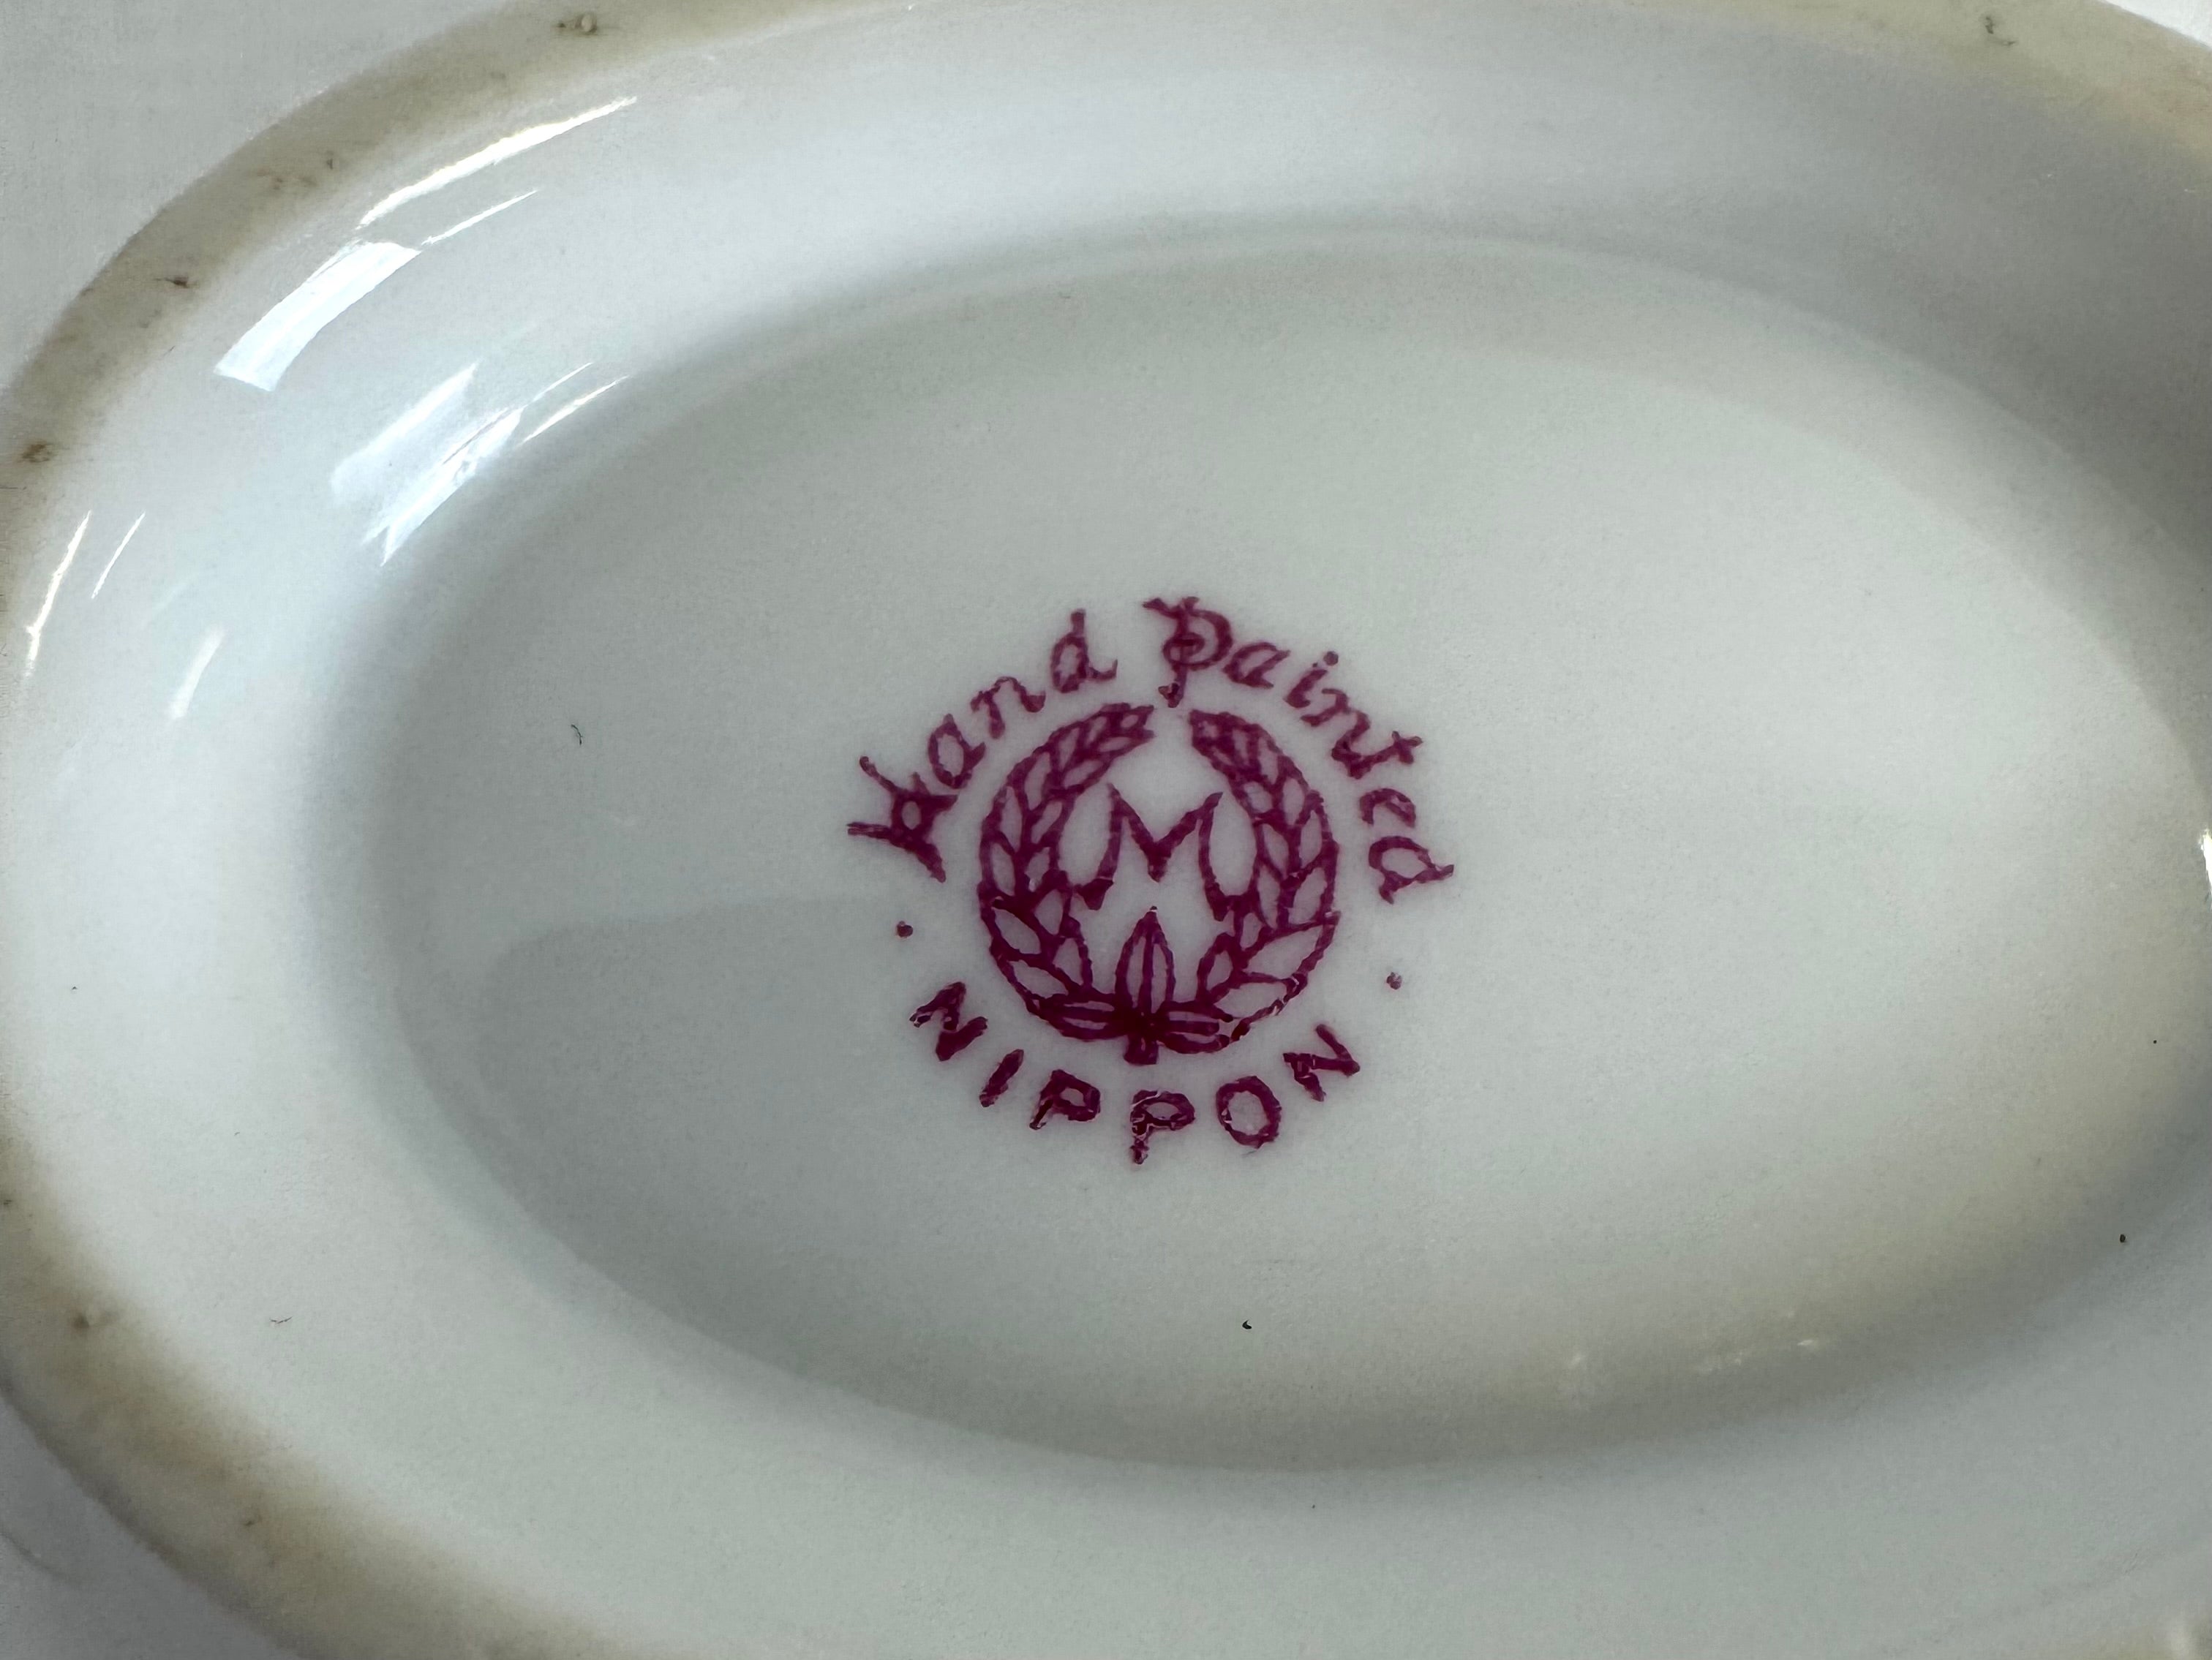 Hand Painted
M
• NIPPON •